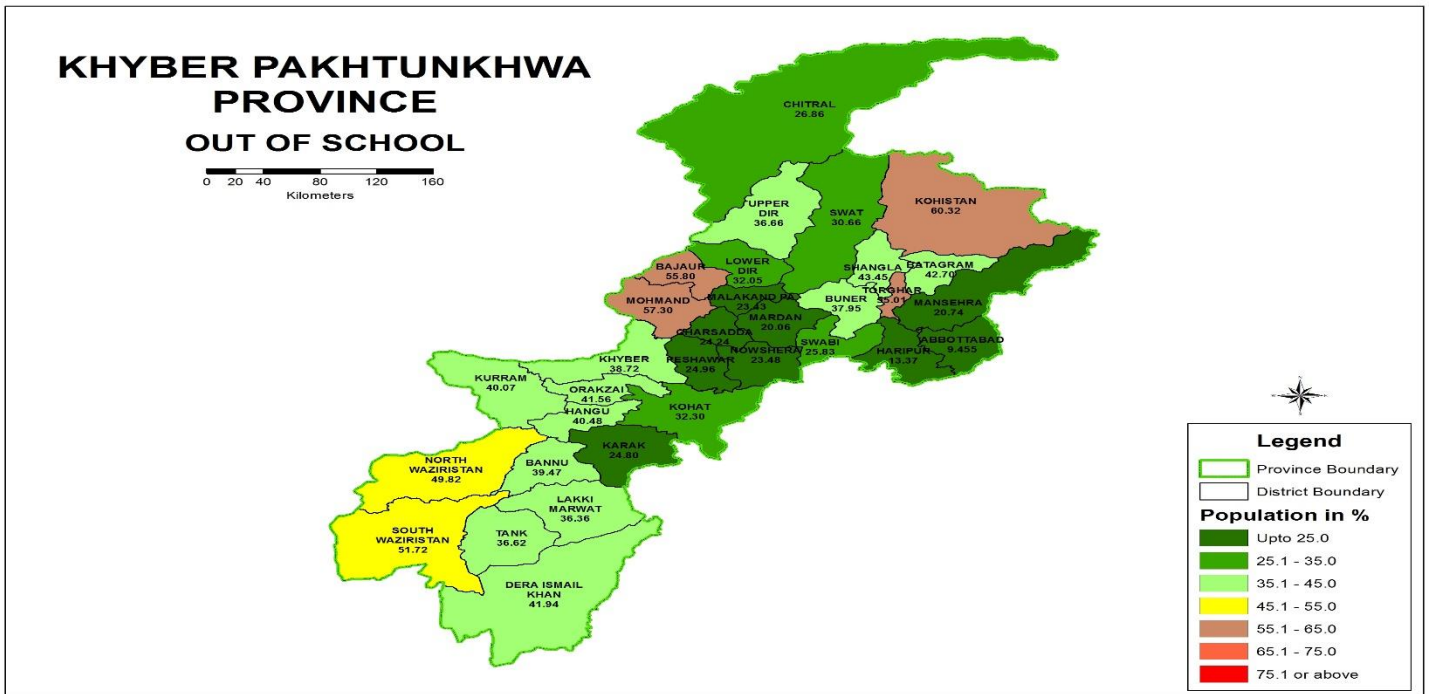 KHYBER PAKHTUNKHWA
PROVINCE
OUT OF SCHOOL
0 20 40 80 120 160
Kilometers
CHITRAL
26.86
UPPER
DIR
36.66
SWAT
30.66
KOHISTAN
60.32
BAJAUR
55.80
LOWER
DIR
32.05
SHANGLA
43.45
BATAGRAM
42.70
MOHMAND
57.30
MALAKAND PA
23.43
BUNER
37.95
TORGHAR
55.01
MANSEHRA
20.74
MARDAN
20.06
CHARSADDA
24.24
SWABI
25.83
HARIPUR
13.37
ABBOTTABAD
9.455
KHYBER
38.72
PESHAWAR
24.96
NOWSHERA
23.48
KURRAM
40.07
ORAKZAI
41.56
HANGU
40.48
KOHAT
32.30
KARAK
24.80
NORTH
WAZIRISTAN
49.82
BANNU
39.47
LAKKI
MARWAT
36.36
SOUTH
WAZIRISTAN
51.72
TANK
36.62
DERA ISMAIL
KHAN
41.94
Legend
Province Boundary
District Boundary
Population in %
Upto 25.0
25.1 - 35.0
35.1 - 45.0
45.1 - 55.0
55.1 - 65.0
65.1 - 75.0
75.1 or above